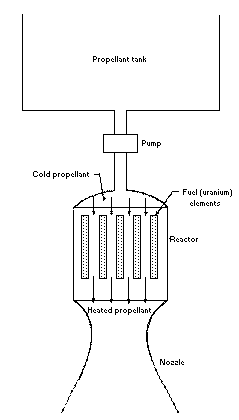 Propellant tank
Pump
Cold propellant
Fuel (uranium)
elements
Reactor
Heated propellant
Nozzle